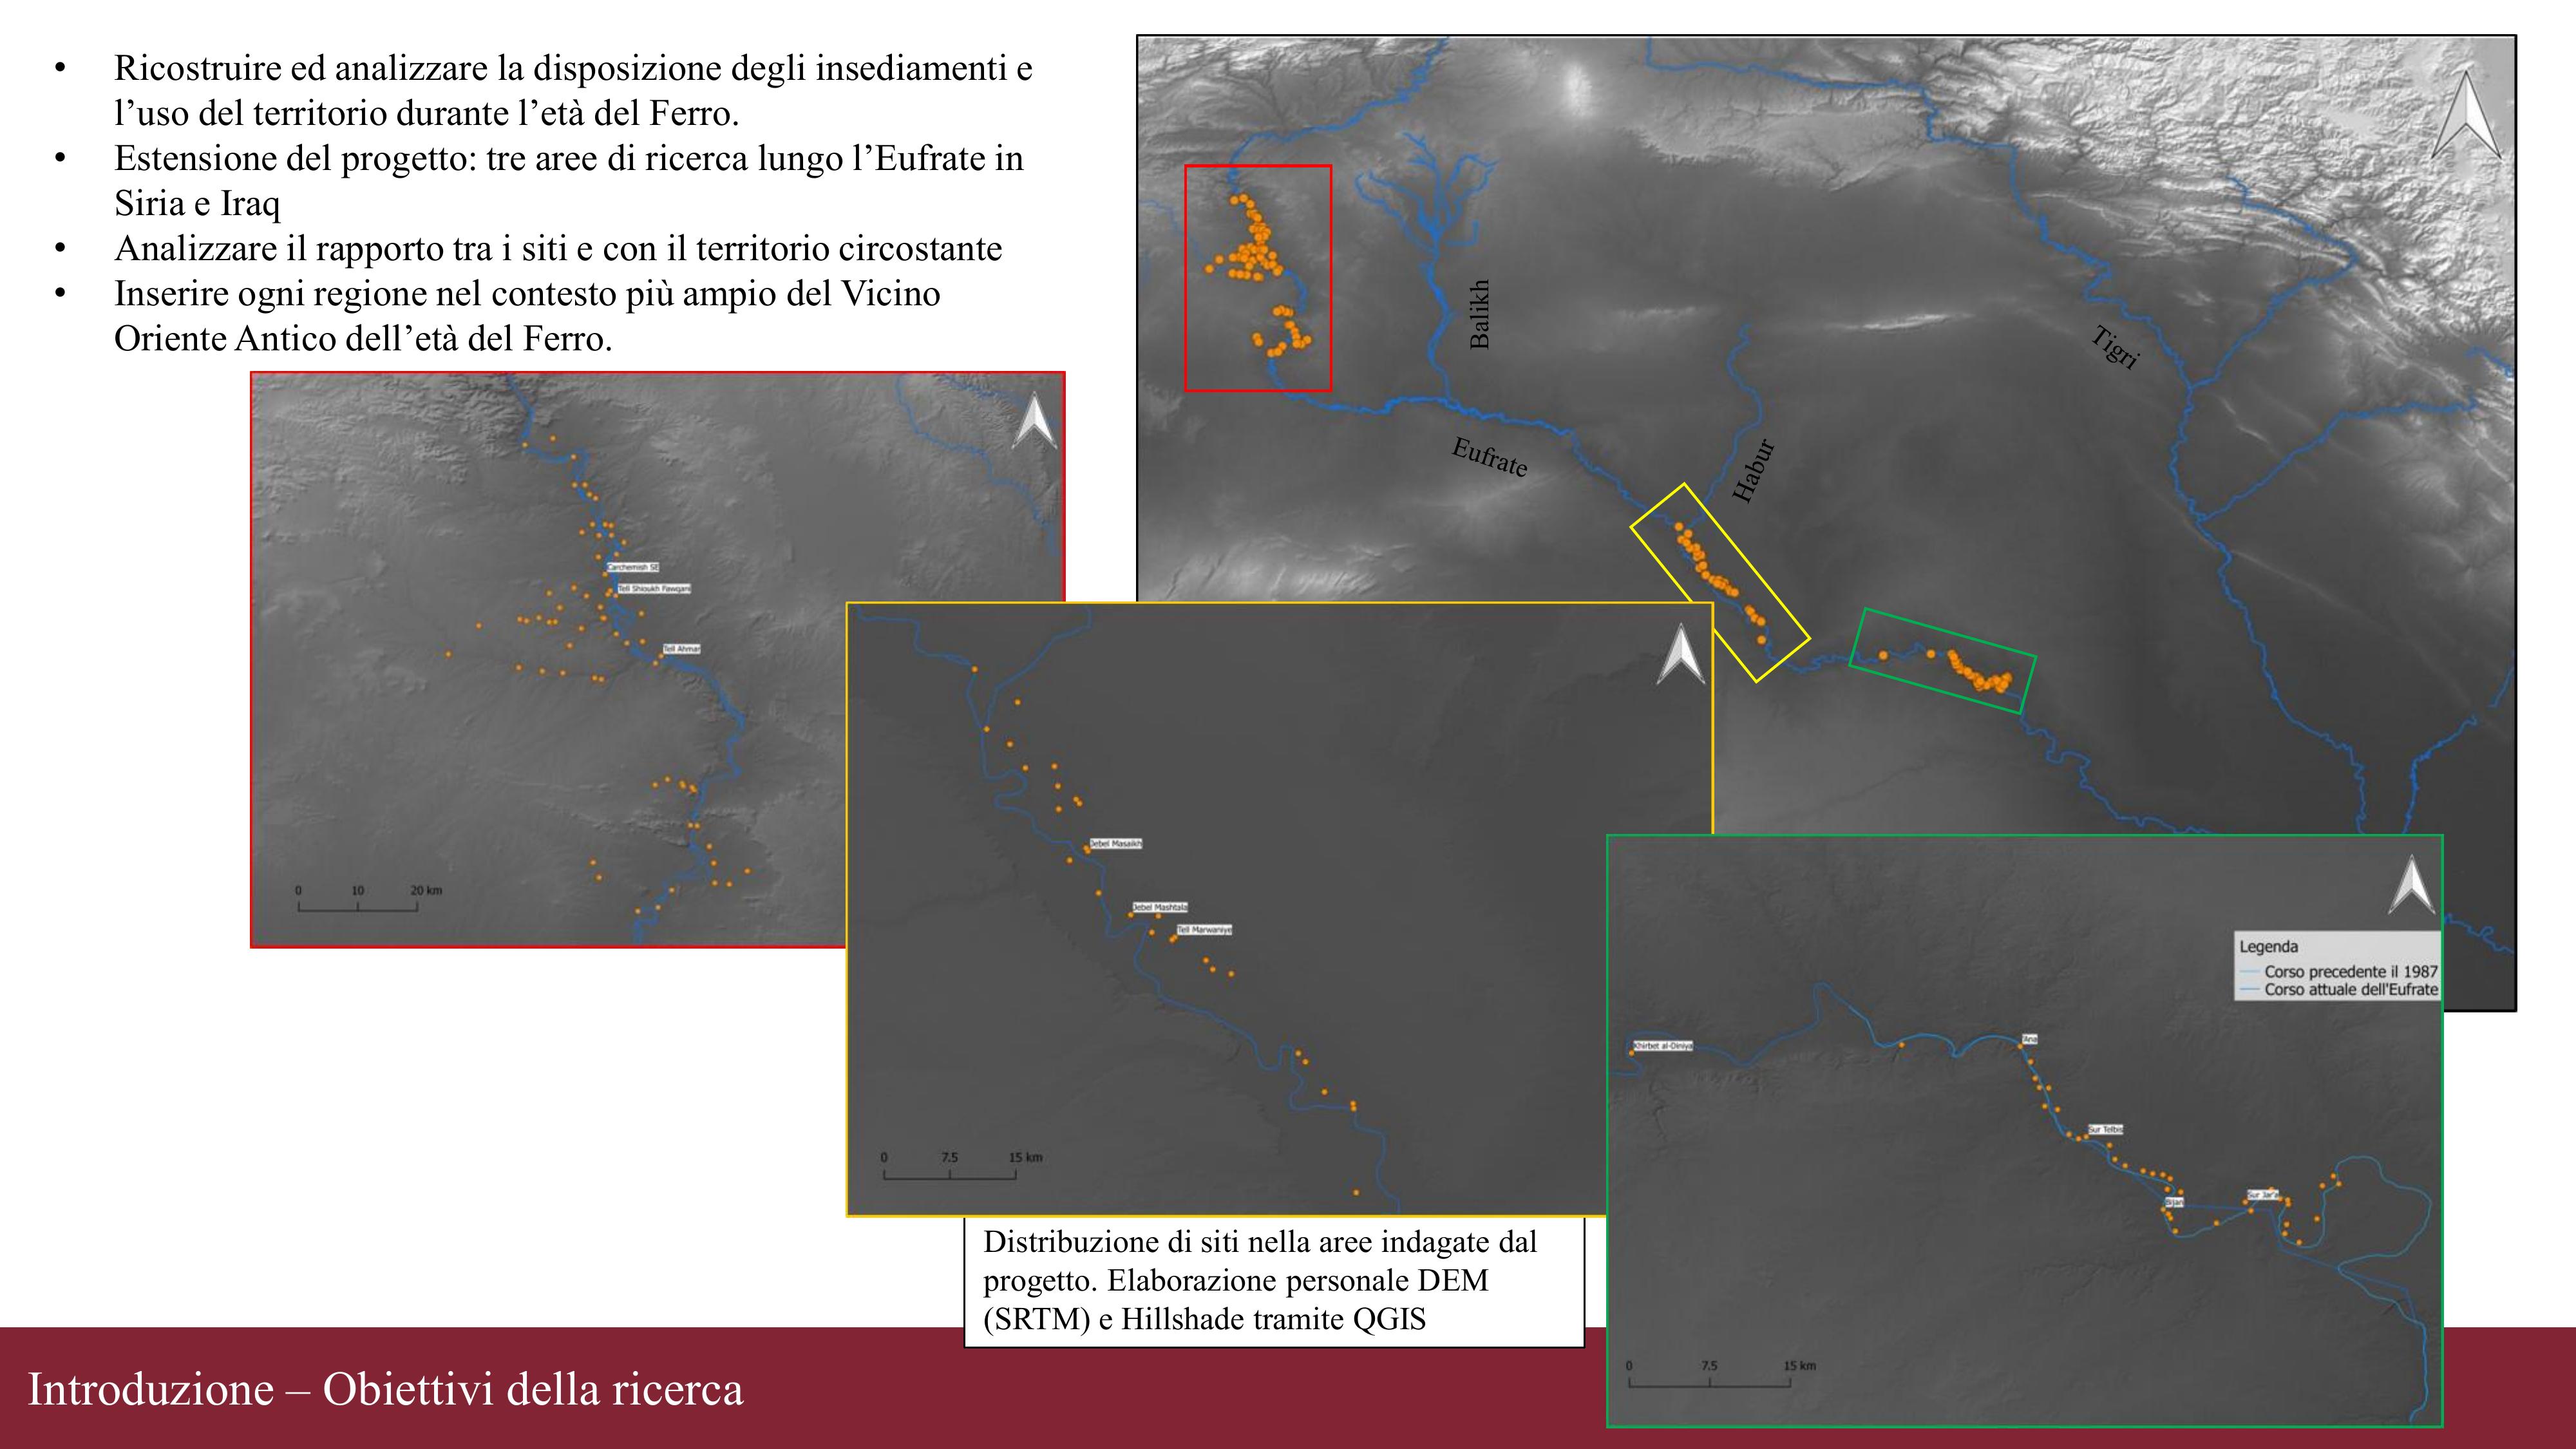 • Ricostruire ed analizzare la disposizione degli insediamenti e
l’uso del territorio durante l’età del Ferro.
• Estensione del progetto: tre aree di ricerca lungo l’Eufrate in
Siria e Iraq
• Analizzare il rapporto tra i siti e con il territorio circostante
• Inserire ogni regione nel contesto più ampio del Vicino
Oriente Antico dell’età del Ferro.
Balikh
Tigri
Eufrate
Habur
Carchemish SE
Tell Shioukh Fawqani
Tell Ahmar
0 10 20 km
Jebel Masaikh
Jebel Mashtala
Tell Marwaniye
0 7.5 15 km
Legenda
Corso precedente il 1987
Corso attuale dell'Eufrate
Khirbet al-Diniya
Ana
Sur Telbis
Bijan
Sur Jar'a
0 7.5 15 km
Distribuzione di siti nella aree indagate dal
progetto. Elaborazione personale DEM
(SRTM) e Hillshade tramite QGIS
Introduzione – Obiettivi della ricerca